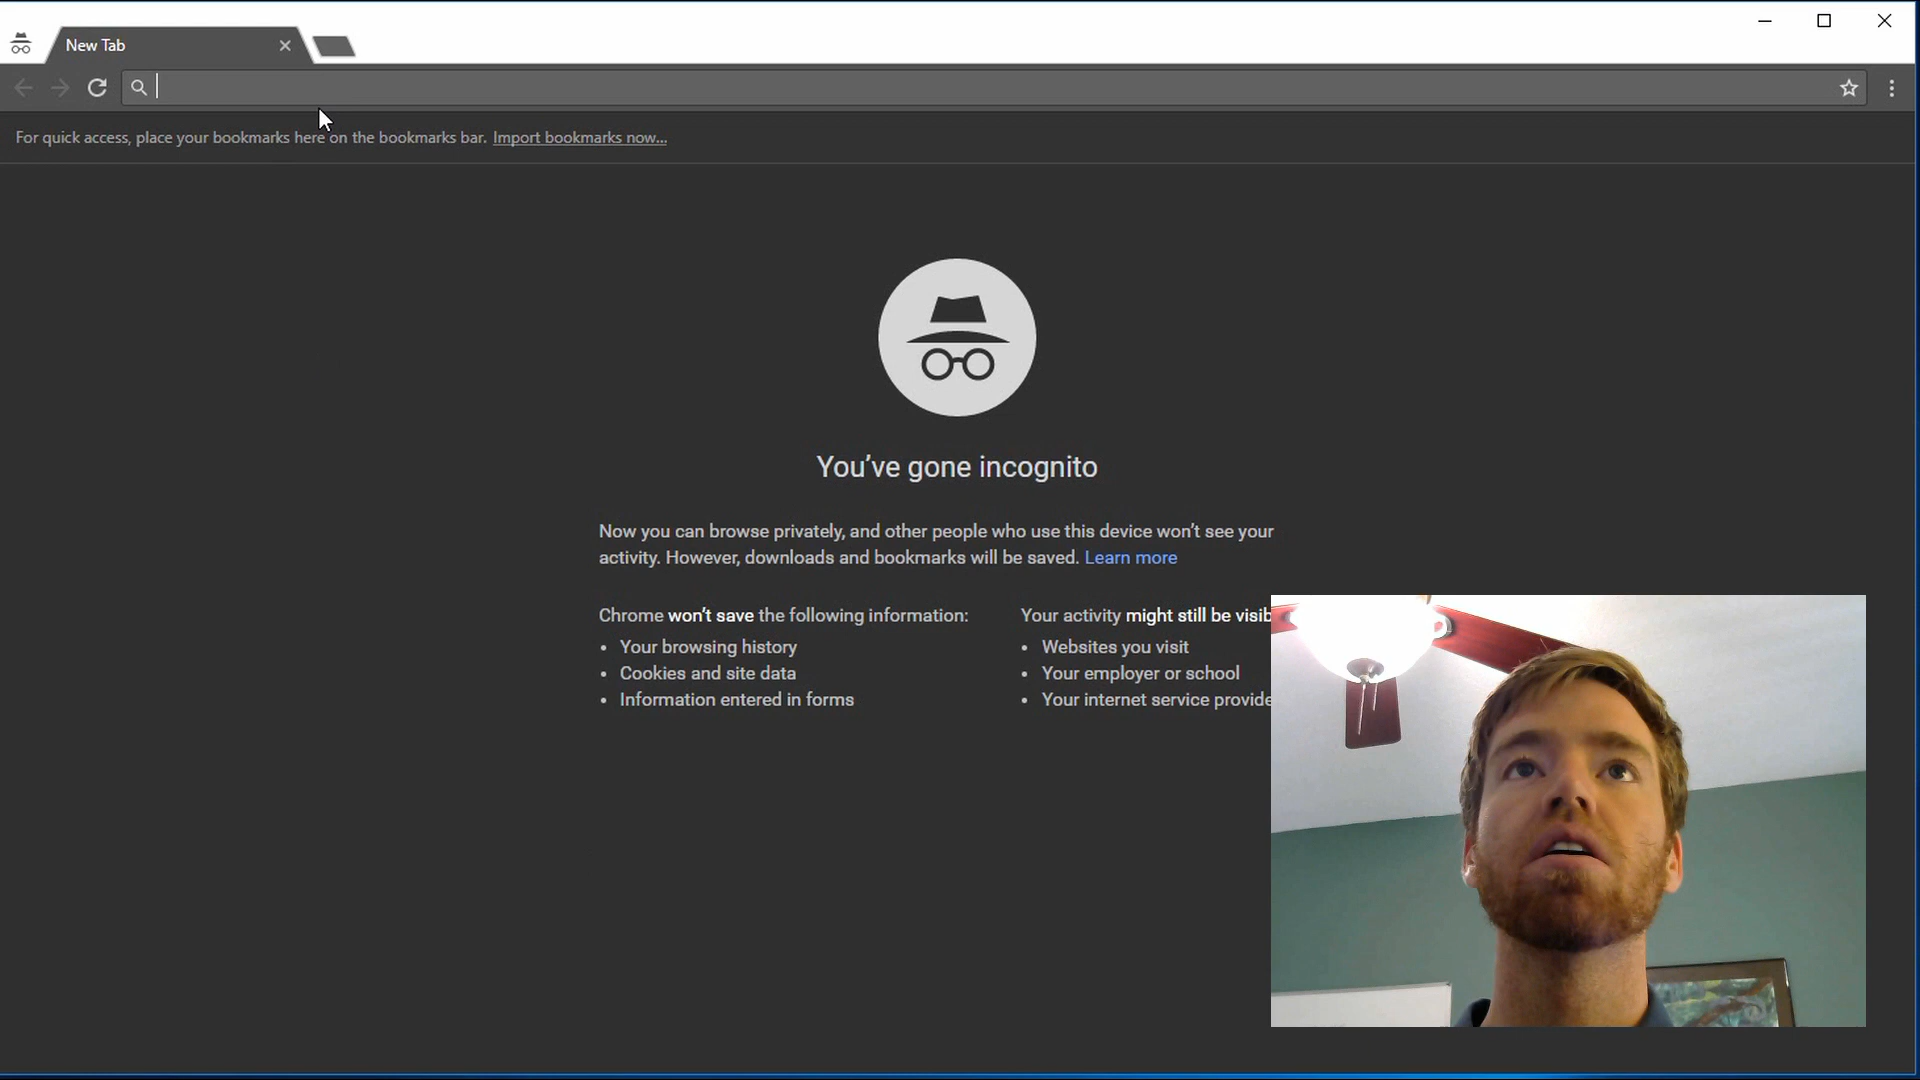 New Tab
For quick access, place your bookmarks here on the bookmarks bar. Import bookmarks now...
You've gone incognito
Now you can browse privately, and other people who use this device won't see your
activity. However, downloads and bookmarks will be saved. Learn more
Chrome won't save the following information:
• Your browsing history
• Cookies and site data
• Information entered in forms
Your activity might still be visib
• Websites you visit
• Your employer or school
• Your internet service provide